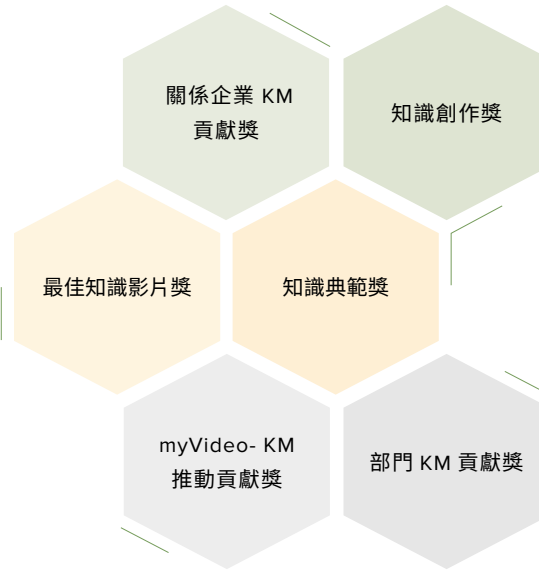 關係企業 KM
貢獻獎
知識創作獎
最佳知識影片獎
知識典範獎
myVideo- KM
推動貢獻獎
部門 KM 貢獻獎